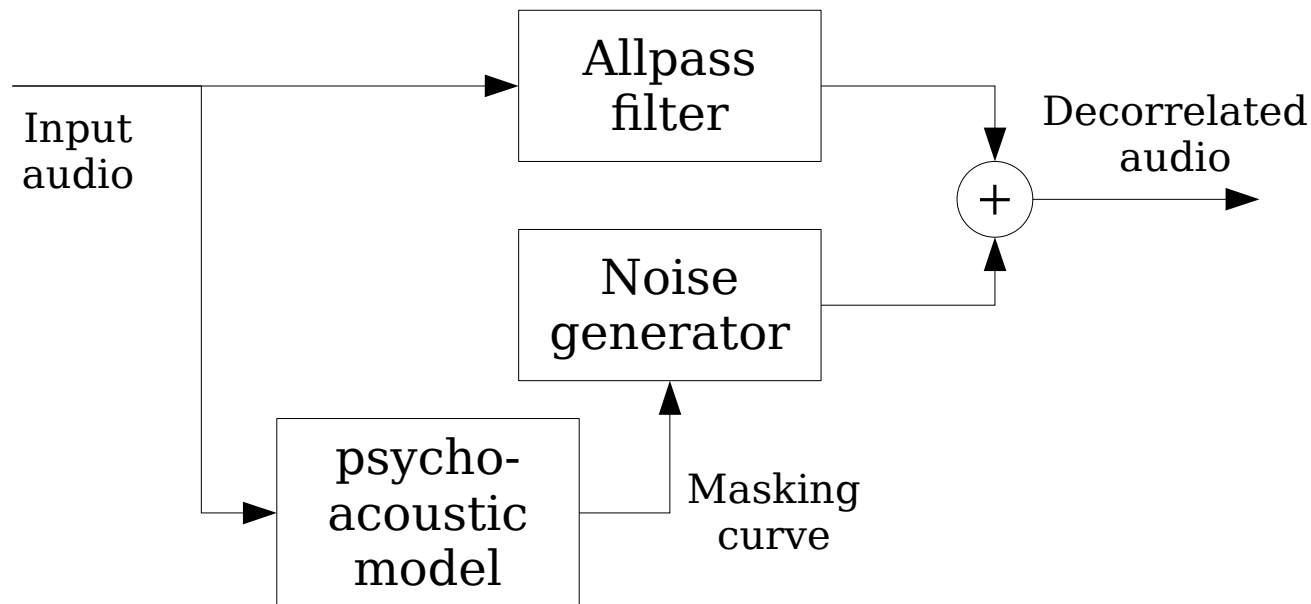 Allpass
filter
Input
audio
Decorrelated
audio
+
Noise
generator
psycho-
acoustic
model
Masking
curve